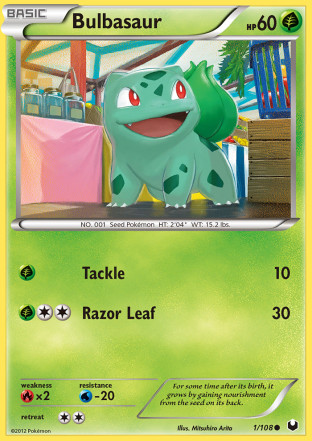 BASIC
Bulbasaur
HP60
NO. 001 Seed Pokémon. HT: 2'04" WT: 15.2 lbs.
Tackle 10
Razor Leaf 30
weakness
×2
resistance
-20
retreat
For some time after its birth, it
grows by gaining nourishment
from the seed on its back.
©2012 Pokémon
Illus. Mitsuhiro Arita
1/108